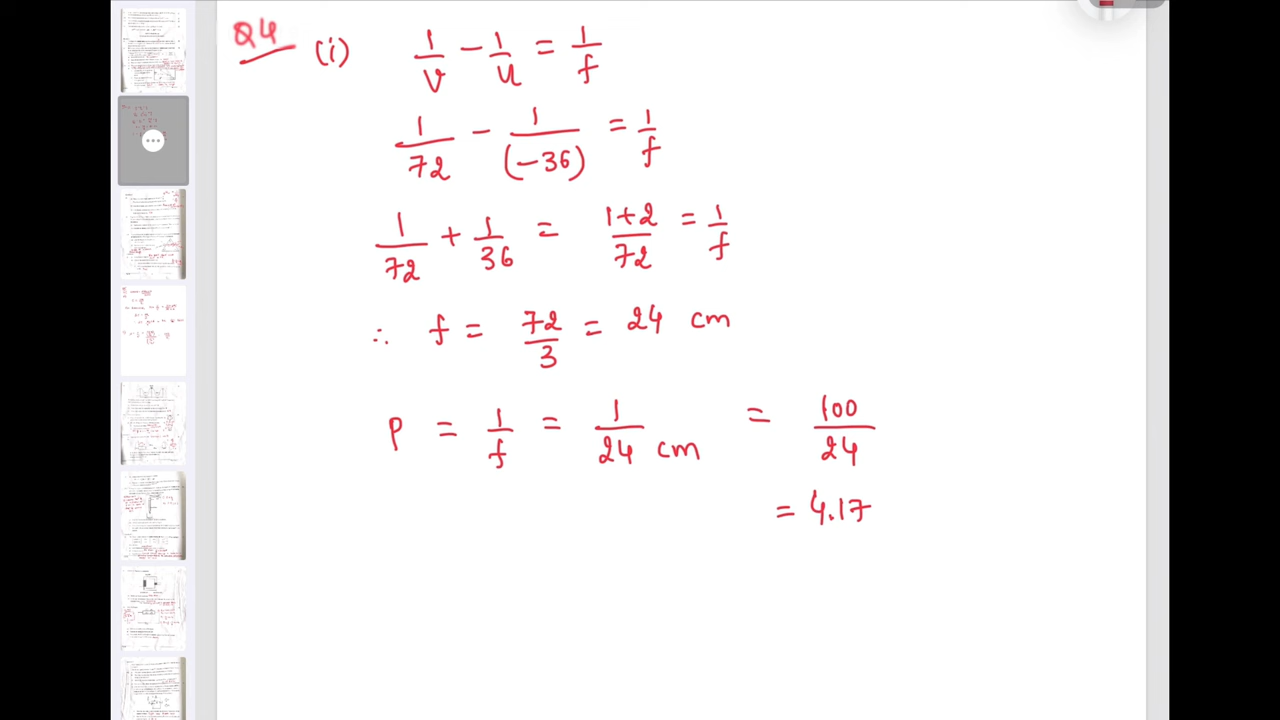 Q4 (i) 1/v - 1/u = 1/f
1/72 - 1/(-36) = 1/f
1/72 + 1/36 = 1+2/72 = 1/f
∴ f = 72/3 = 24 cm
P = 1/f = 1/24 cm = 100/24
= 4.17